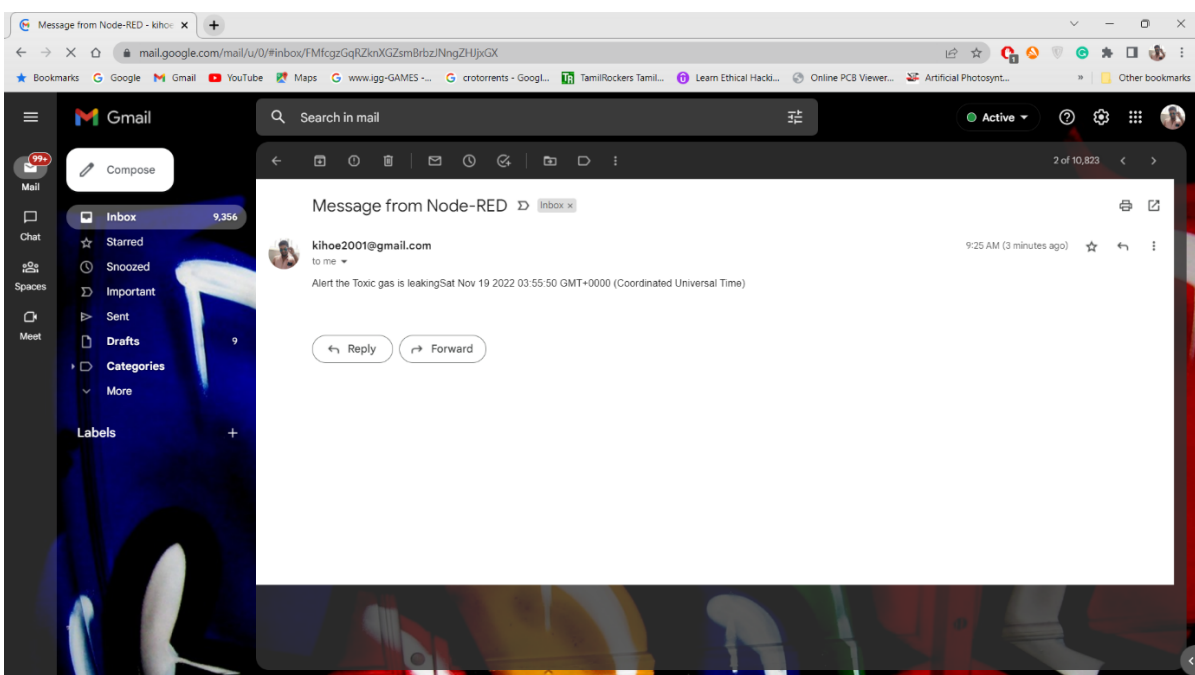 Message from Node-RED - kihoe
mail.google.com/mail/u/0/#inbox/FMfcgzGqRZknXGZsmBrbzJNngZHJjxGX
Bookmarks Google Gmail YouTube Maps www.igg-GAMES -... crotorrents - Googl... TamilRockers Tamil... Learn Ethical Hacki... Online PCB Viewer... Artificial Photosynt... » Other bookmarks
Gmail
Search in mail
Active
99+
Mail
Chat
Spaces
Meet
Compose
Inbox 9,356
Starred
Snoozed
Important
Sent
Drafts 9
Categories
More
Labels +
2 of 10,823
Message from Node-RED Inbox ×
kihoe2001@gmail.com 9:25 AM (3 minutes ago)
to me
Alert the Toxic gas is leakingSat Nov 19 2022 03:55:50 GMT+0000 (Coordinated Universal Time)
Reply Forward